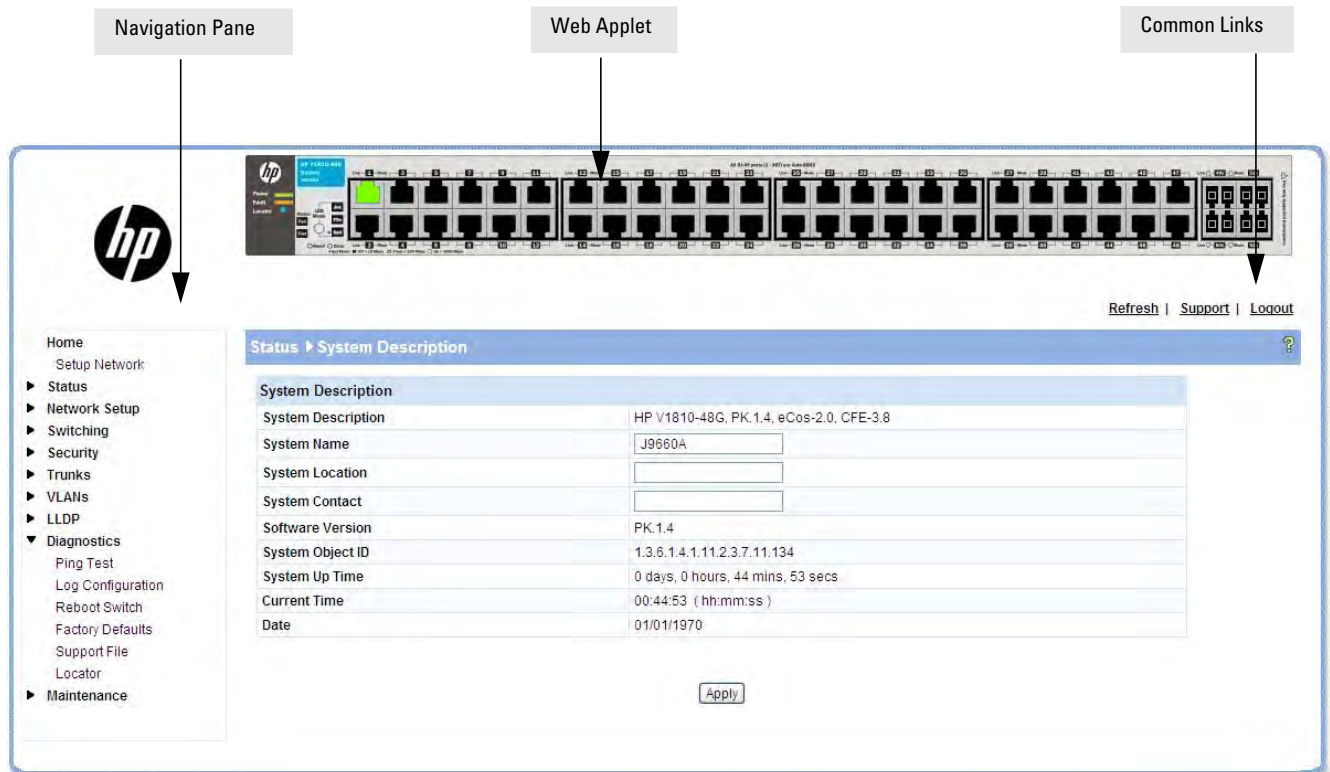 Navigation Pane
Web Applet
Common Links
hp
Power
Fault
Locator
hp
Refresh | Support | Logout
Home
Setup Network
Status
Network Setup
Switching
Security
Trunks
VLANs
LLDP
Diagnostics
Ping Test
Log Configuration
Reboot Switch
Factory Defaults
Support File
Locator
Maintenance
Status ▶ System Description
?
System Description
System Description HP V1810-48G, PK.1.4, eCos-2.0, CFE-3.8
System Name J9660A
System Location
System Contact
Software Version PK.1.4
System Object ID 1.3.6.1.4.1.11.2.3.7.11.134
System Up Time 0 days, 0 hours, 44 mins, 53 secs
Current Time 00:44:53 ( hh:mm:ss )
Date 01/01/1970
Apply